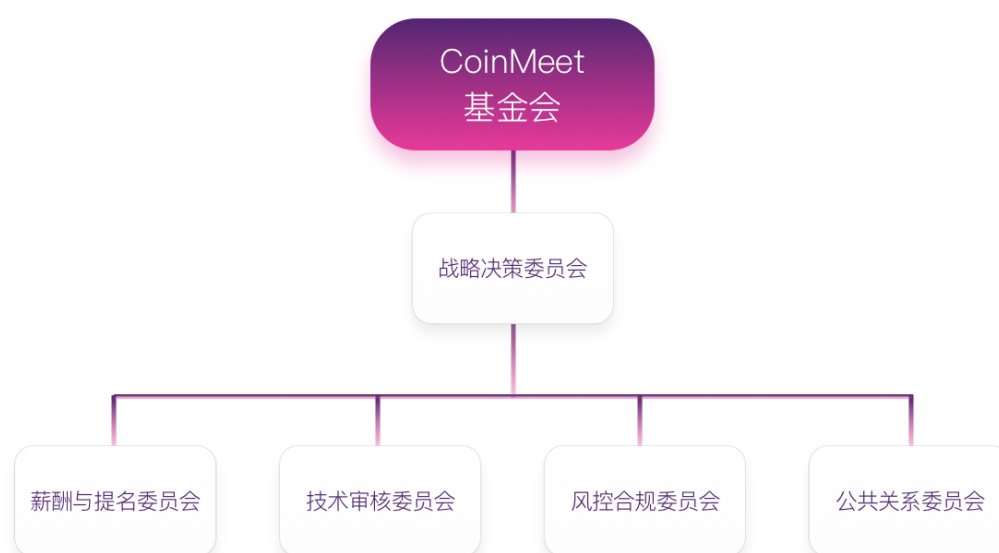 CoinMeet
基金会
战略决策委员会
薪酬与提名委员会
技术审核委员会
风控合规委员会
公共关系委员会